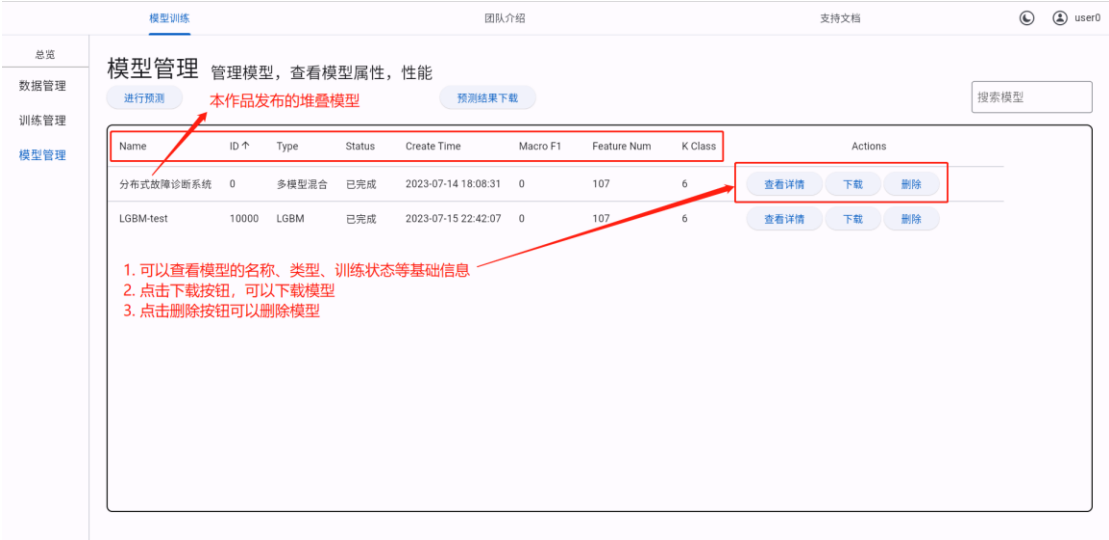 模型训练 团队介绍 支持文档 user0
总览
数据管理
训练管理
模型管理
模型管理 管理模型，查看模型属性，性能
进行预测 本作品发布的堆叠模型 预测结果下载 搜索模型
Name ID↑ Type Status Create Time Macro F1 Feature Num K Class Actions
分布式故障诊断系统 0 多模型混合 已完成 2023-07-14 18:08:31 0 107 6 查看详情 下载 删除
LGBM-test 10000 LGBM 已完成 2023-07-15 22:42:07 0 107 6 查看详情 下载 删除
1. 可以查看模型的名称、类型、训练状态等基础信息
2. 点击下载按钮，可以下载模型
3. 点击删除按钮可以删除模型